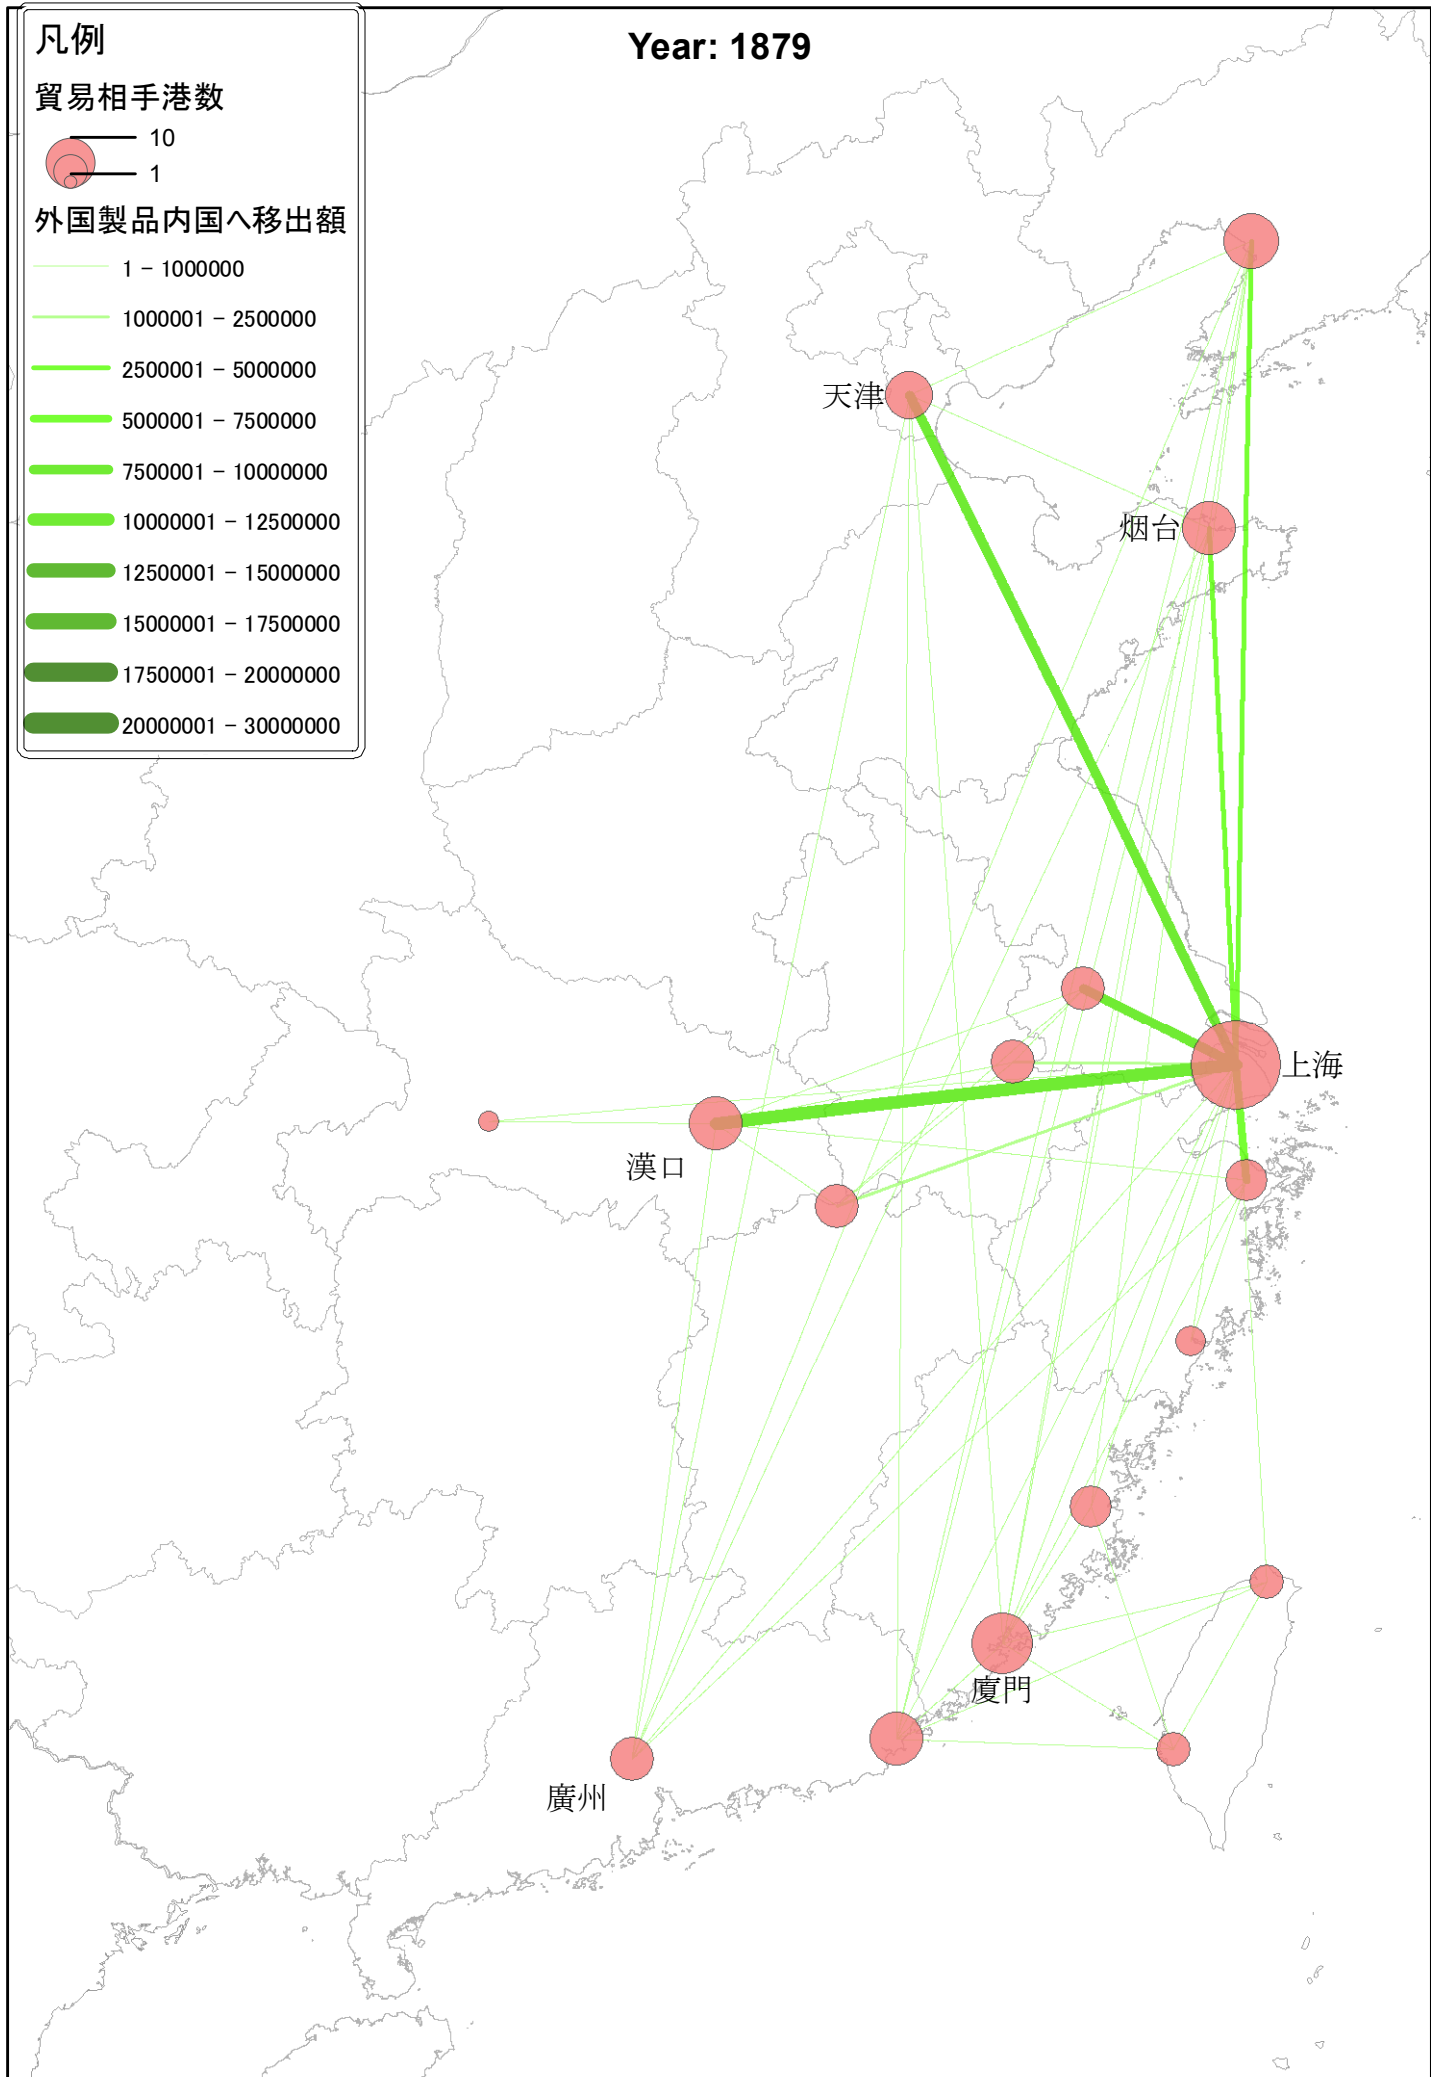 Year: 1879
凡例
貿易相手港数
10
1
外国製品内国へ移出額
1 - 1000000
1000001 - 2500000
2500001 - 5000000
5000001 - 7500000
7500001 - 10000000
10000001 - 12500000
12500001 - 15000000
15000001 - 17500000
17500001 - 20000000
20000001 - 30000000
天津
烟台
上海
漢口
廈門
廣州